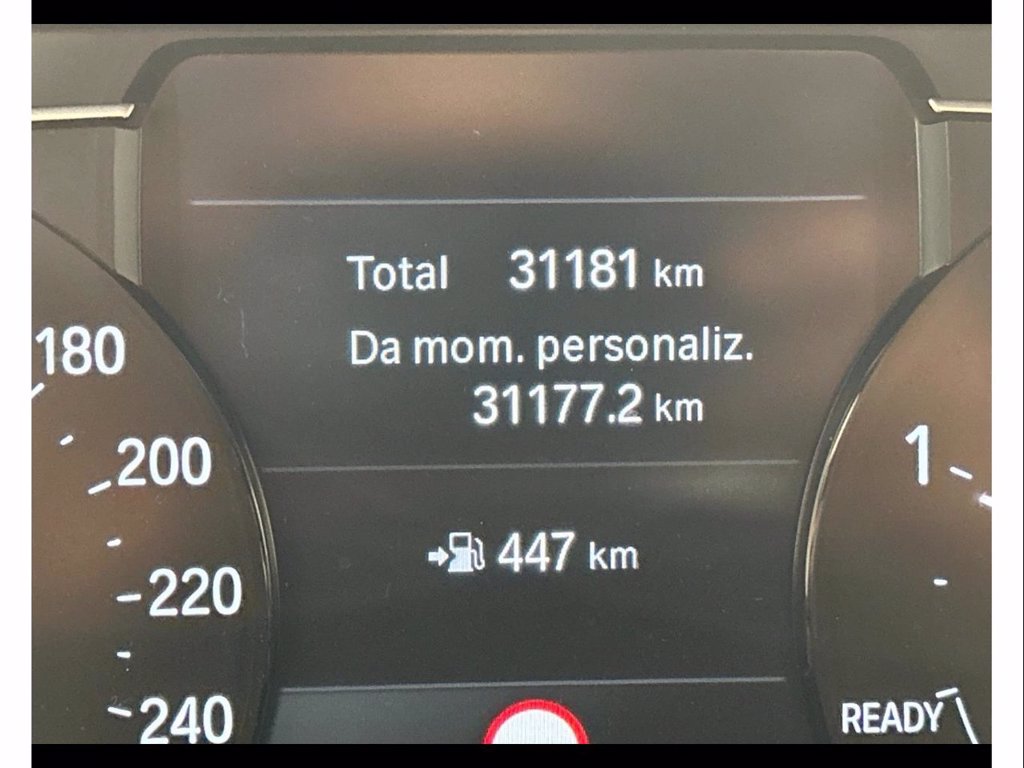 Total 31181 km
Da mom. personaliz.
31177.2 km
447 km
180
200
220
240
1
READY